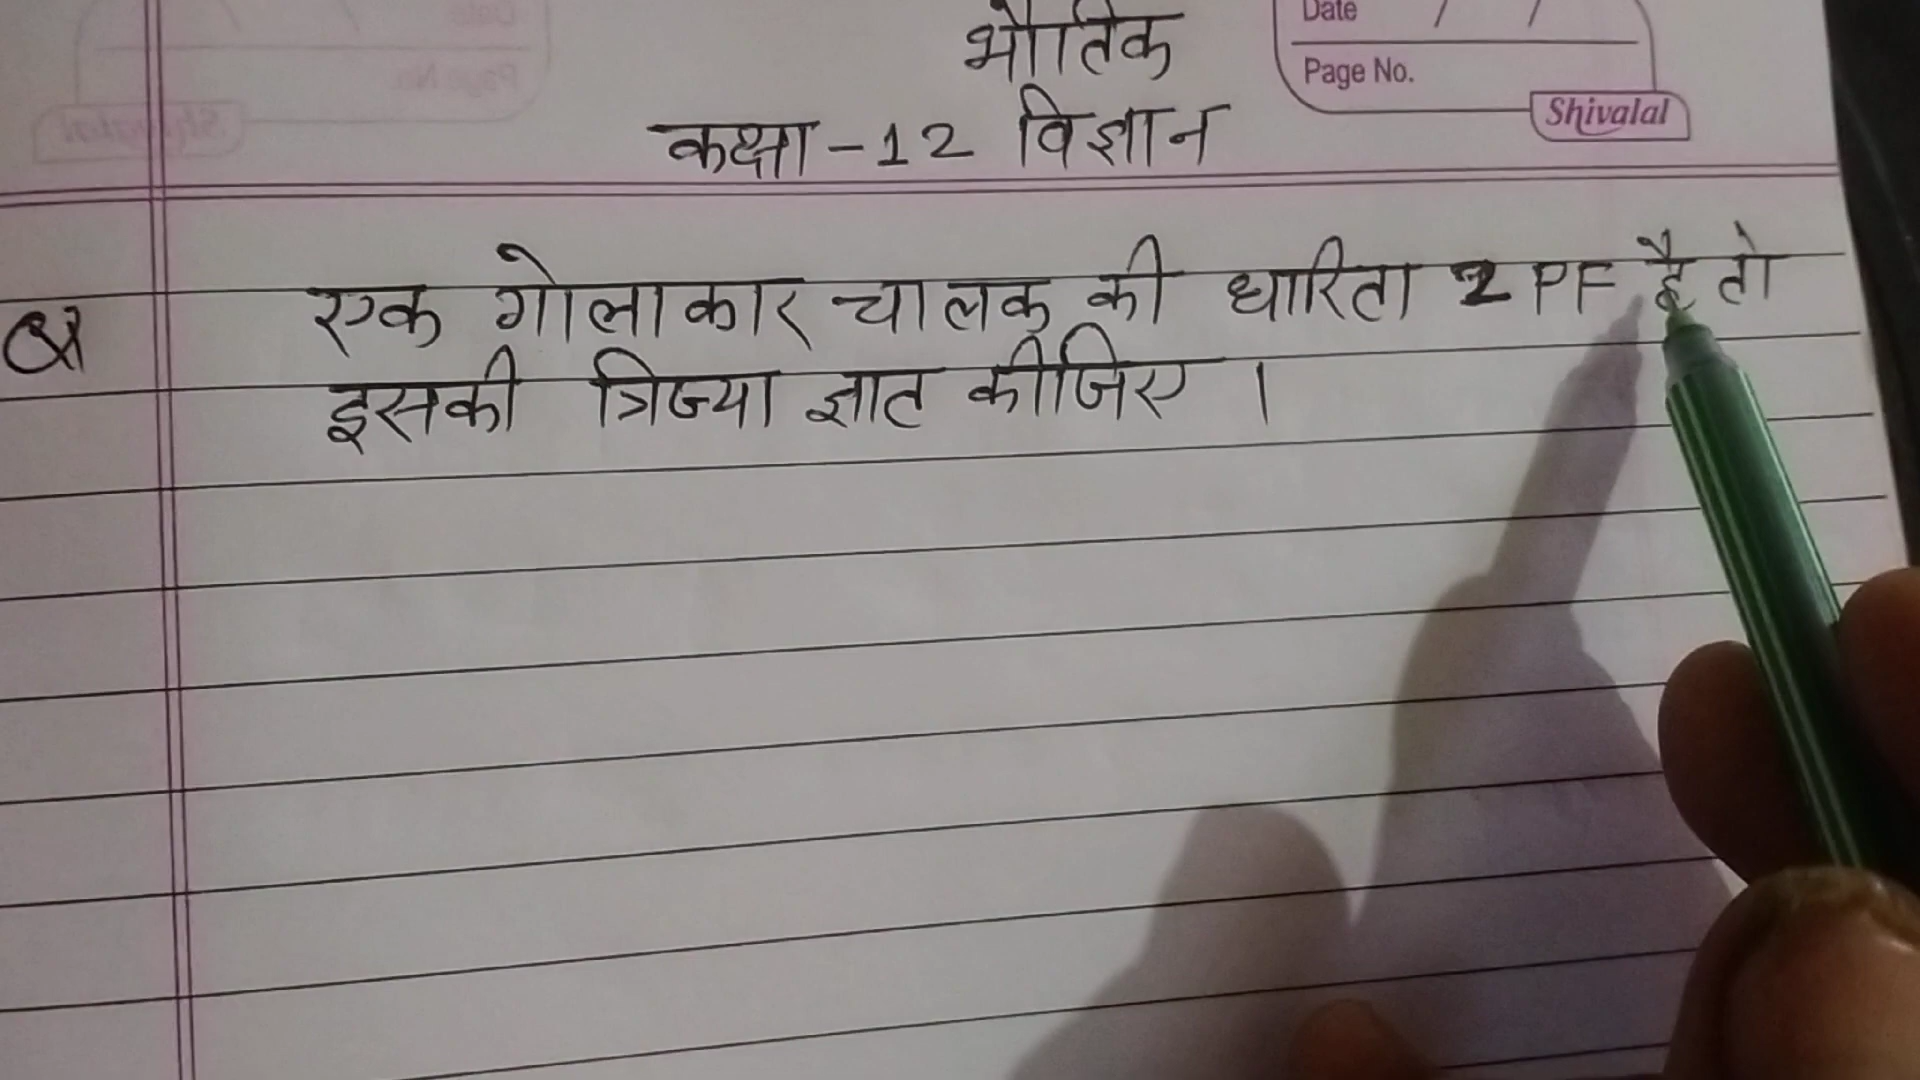 Date / /
Page No.
Shivalal
भौतिक
कक्षा - 12 विज्ञान
Q एक गोलाकार चालक की धारिता 2 PF है तो
इसकी त्रिज्या ज्ञात कीजिए ।